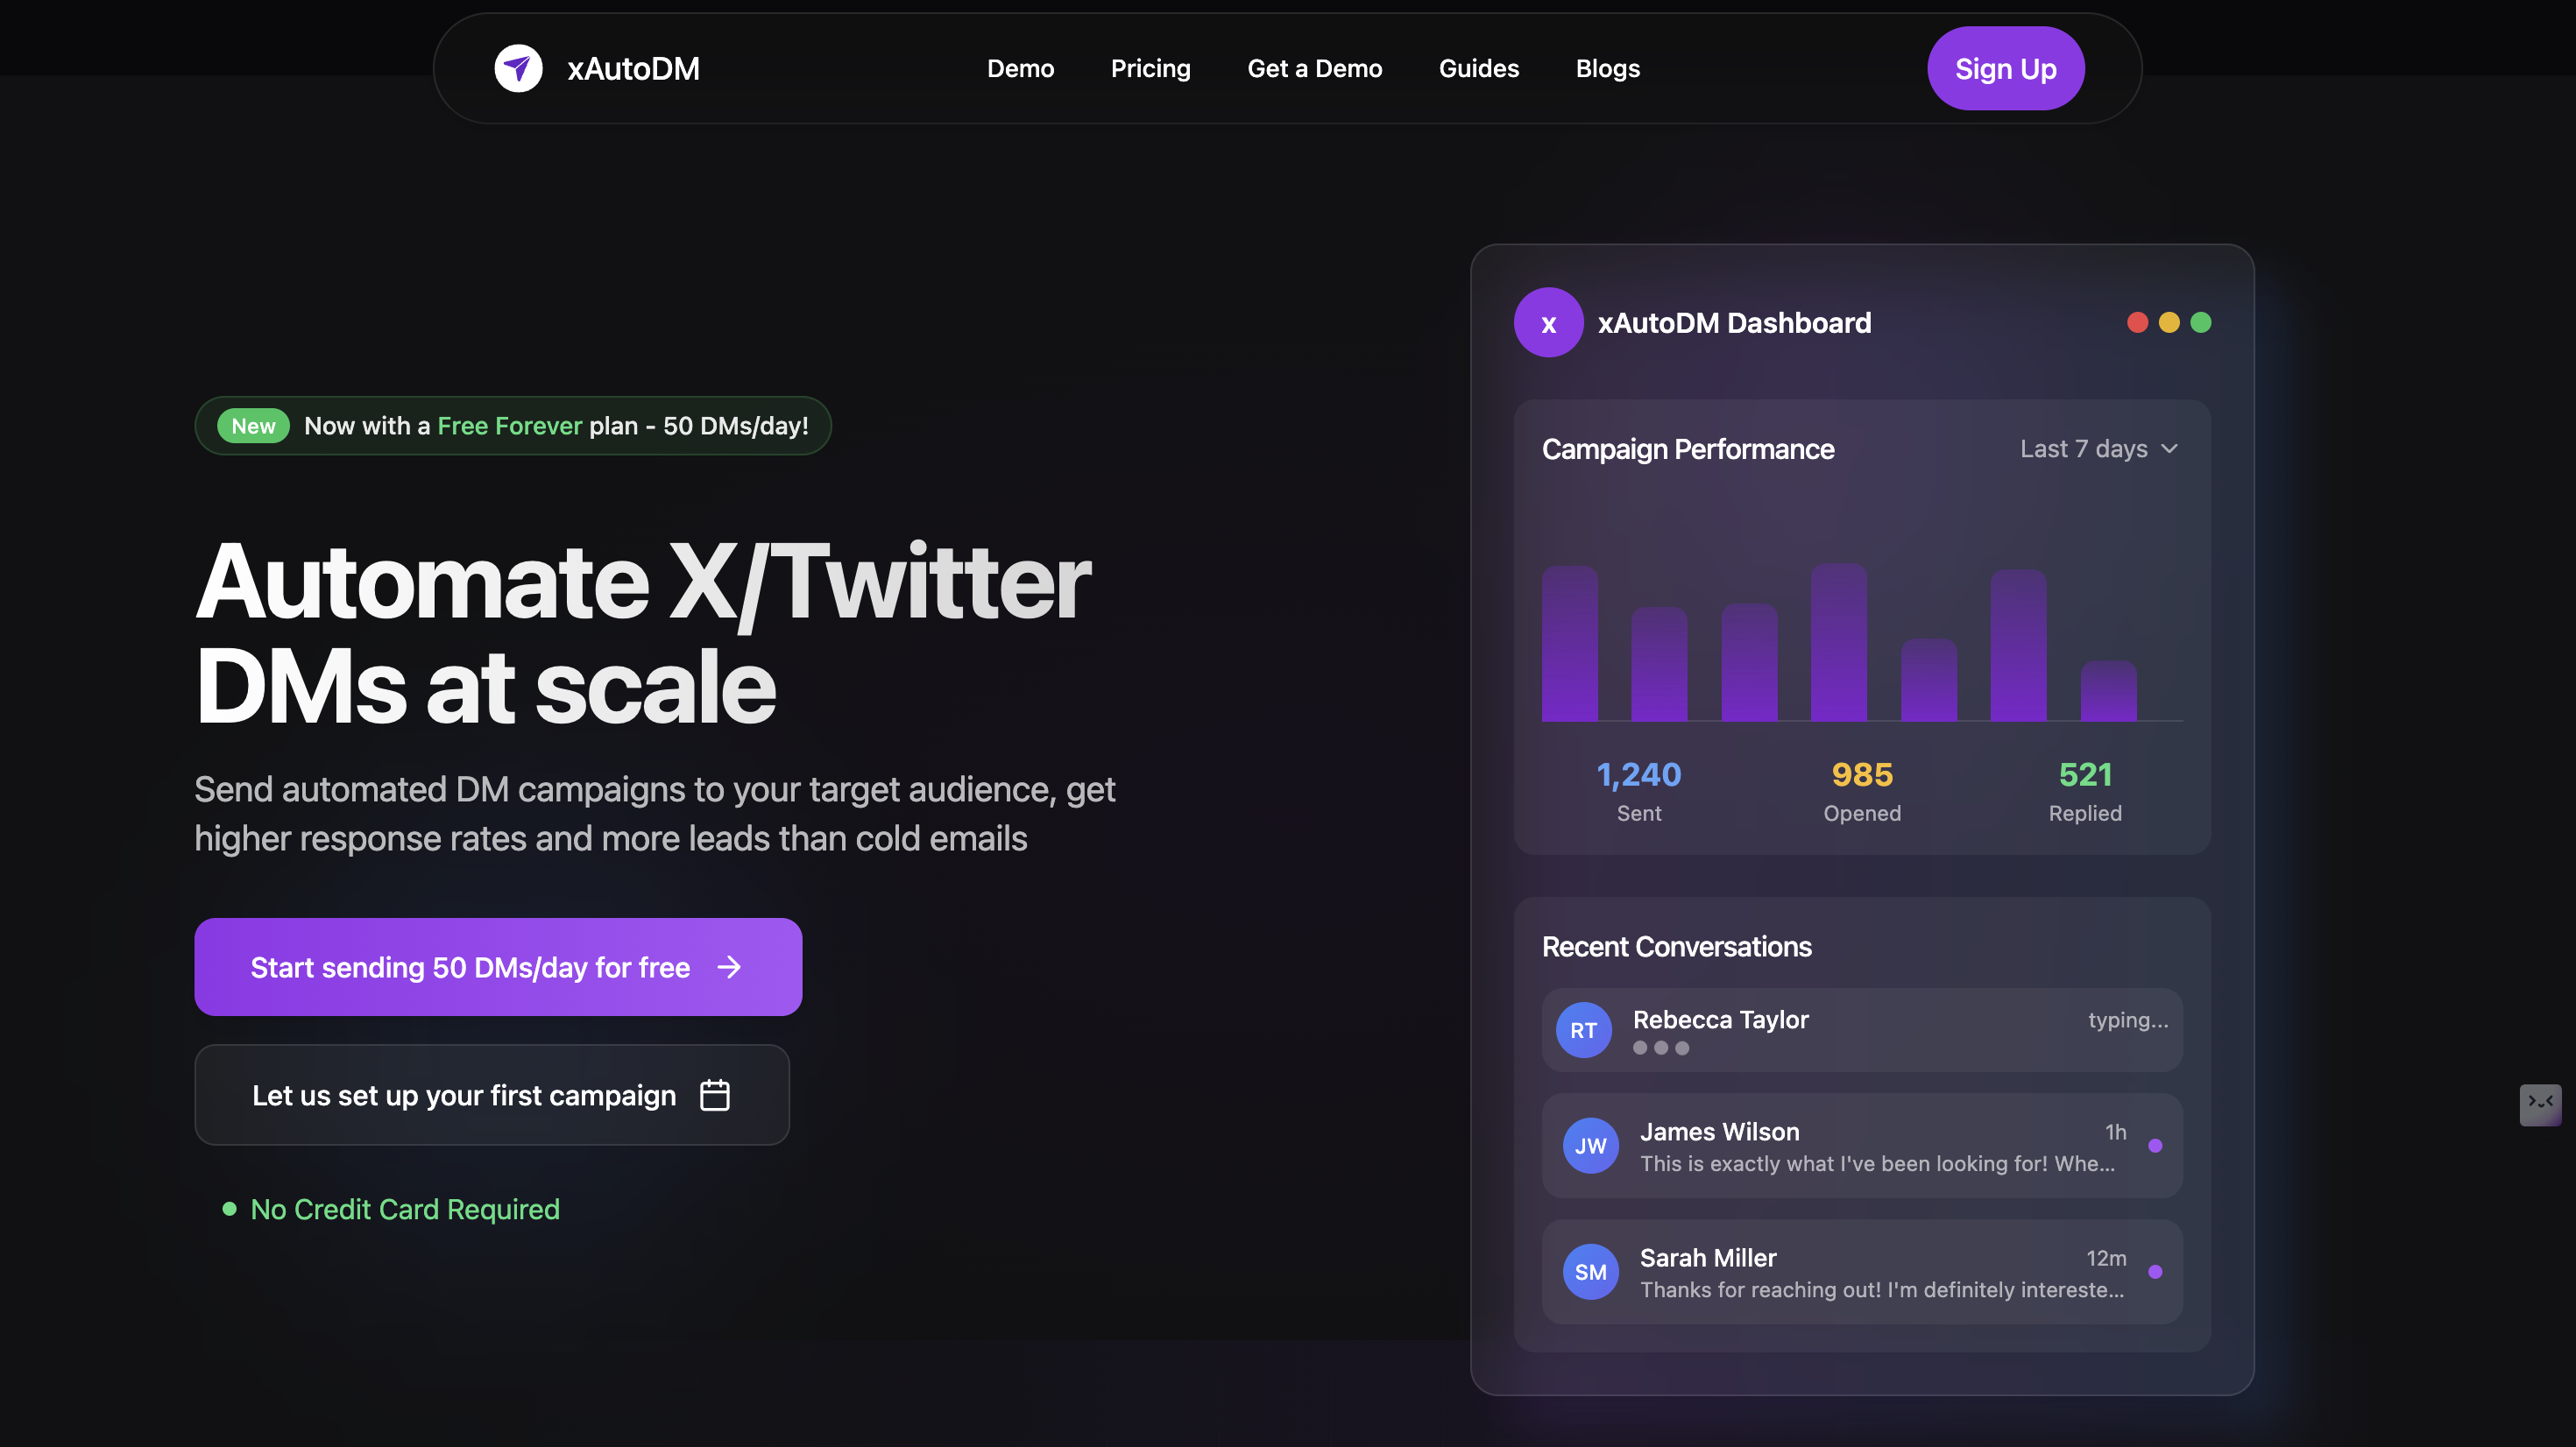 xAutoDM
Demo
Pricing
Get a Demo
Guides
Blogs
Sign Up
New
Now with a Free Forever plan - 50 DMs/day!
Automate X/Twitter
DMs at scale
Send automated DM campaigns to your target audience, get
higher response rates and more leads than cold emails
Start sending 50 DMs/day for free
Let us set up your first campaign
No Credit Card Required
x
xAutoDM Dashboard
Campaign Performance
Last 7 days
1,240
Sent
985
Opened
521
Replied
Recent Conversations
RT
Rebecca Taylor
typing...
JW
James Wilson
1h
This is exactly what I've been looking for! Whe...
SM
Sarah Miller
12m
Thanks for reaching out! I'm definitely intereste...